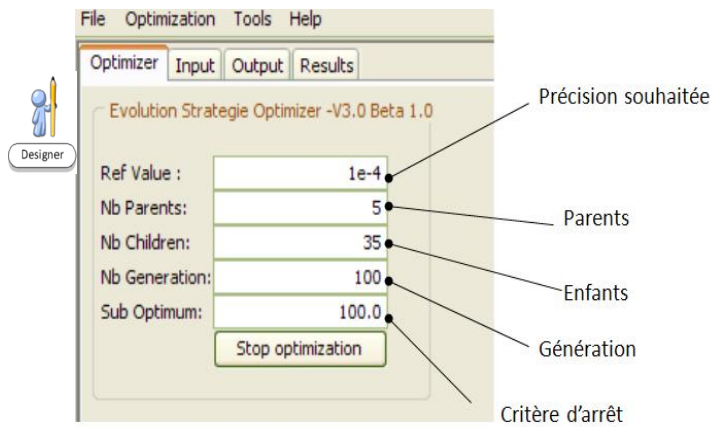 File Optimization Tools Help
Optimizer Input Output Results
Evolution Strategie Optimizer -V3.0 Beta 1.0
Designer
Ref Value : 1e-4
Nb Parents: 5
Nb Children: 35
Nb Generation: 100
Sub Optimum: 100.0
Stop optimization
Précision souhaitée
Parents
Enfants
Génération
Critère d'arrêt